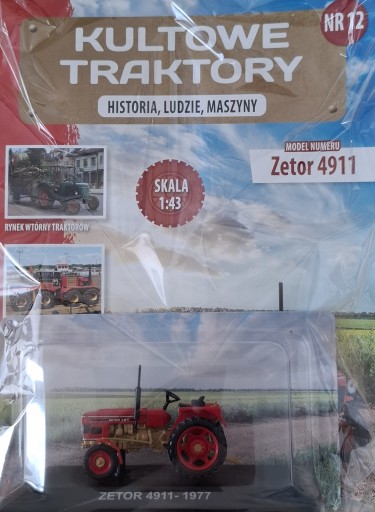 NR 12
KULTOWE
TRAKTORY
HISTORIA, LUDZIE, MASZYNY
MODEL NUMERU
Zetor 4911
SKALA
1:43
RYNEK WTÓRNY TRAKTORÓW
ZETOR 4911- 1977